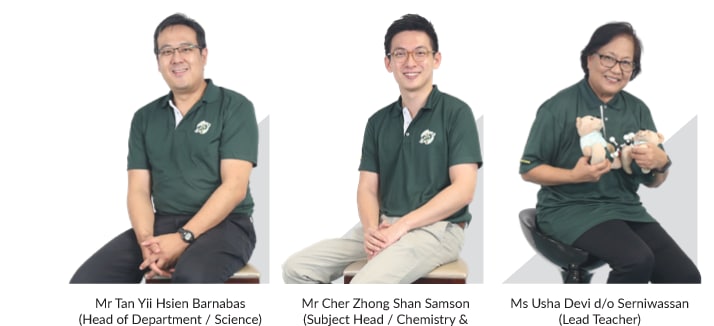 Mr Tan Yii Hsien Barnabas
(Head of Department / Science)
Mr Cher Zhong Shan Samson
(Subject Head / Chemistry &
Ms Usha Devi d/o Serniwassan
(Lead Teacher)